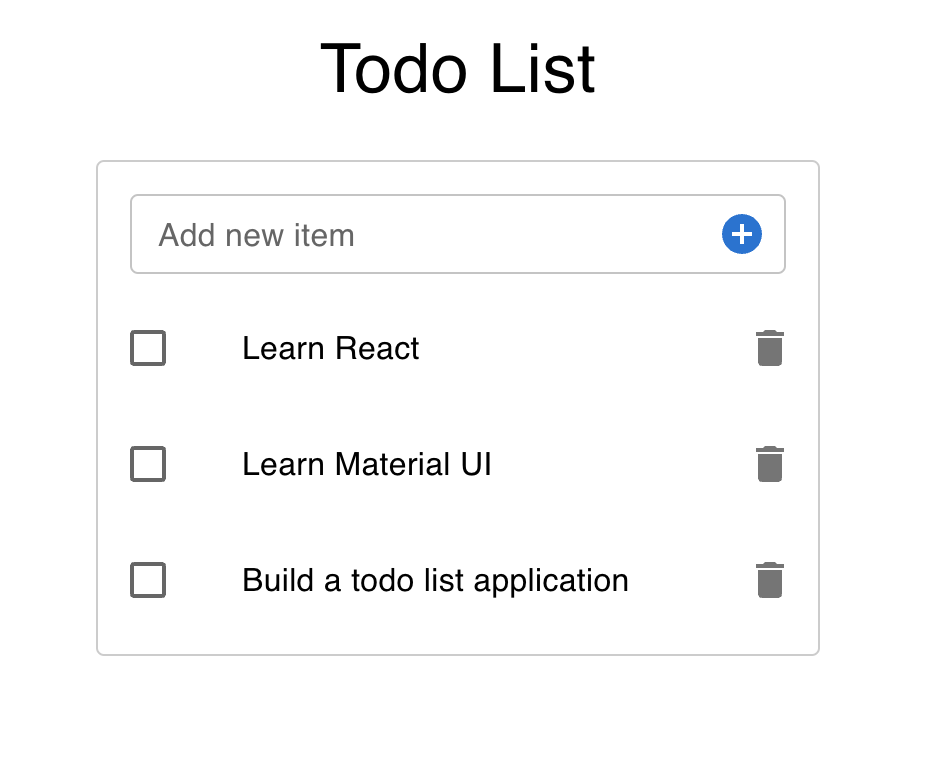 Todo List
Add new item
Learn React
Learn Material UI
Build a todo list application